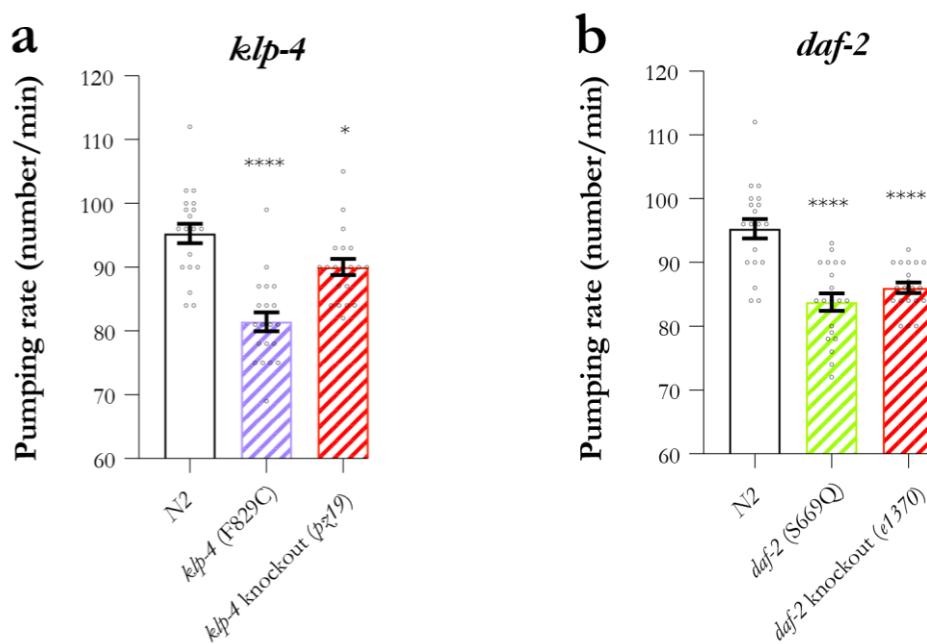 a
klp-4
Pumping rate (number/min)
120
110
100
90
80
70
60
****
*
N2
klp-4 (F829C)
klp-4 knockout (pz19)
b
daf-2
Pumping rate (number/min)
120
110
100
90
80
70
60
****
****
N2
daf-2 (S669Q)
daf-2 knockout (e1370)